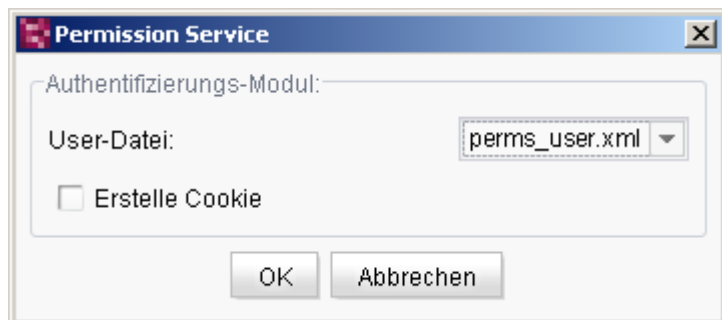 Permission Service
Authentifizierungs-Modul:
User-Datei: perms_user.xml
Erstelle Cookie
OK Abbrechen